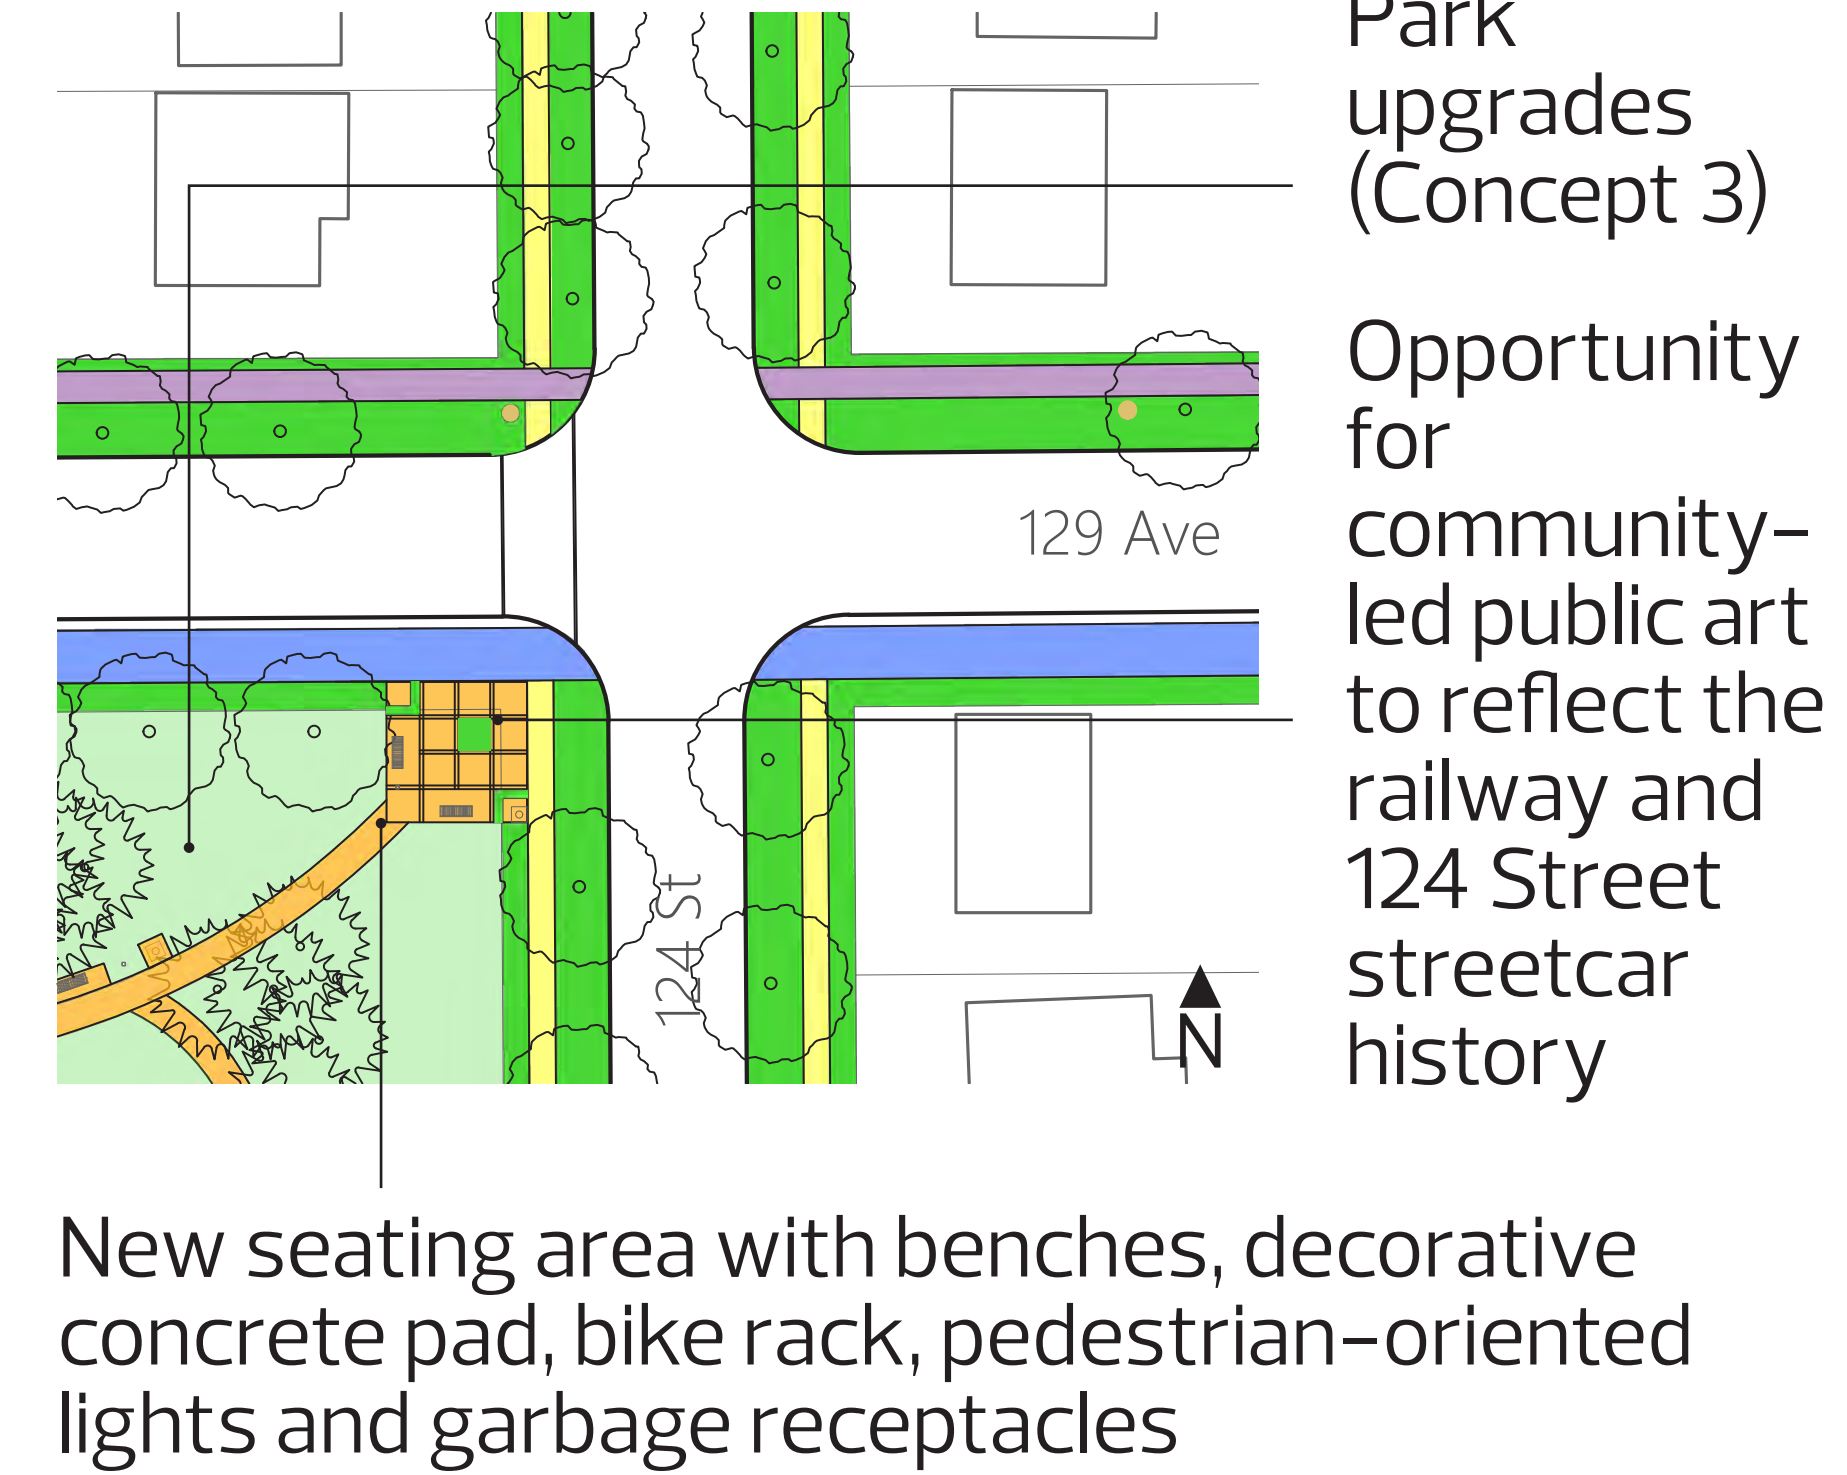 Park
upgrades
(Concept 3)
Opportunity
for
community-
led public art
to reflect the
railway and
124 Street
streetcar
history
129 Ave
124 St
N
New seating area with benches, decorative
concrete pad, bike rack, pedestrian-oriented
lights and garbage receptacles